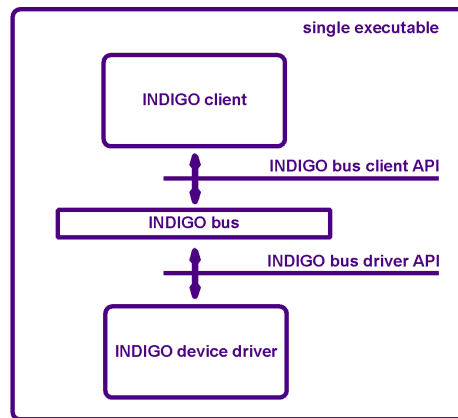 single executable
INDIGO client
INDIGO bus client API
INDIGO bus
INDIGO bus driver API
INDIGO device driver